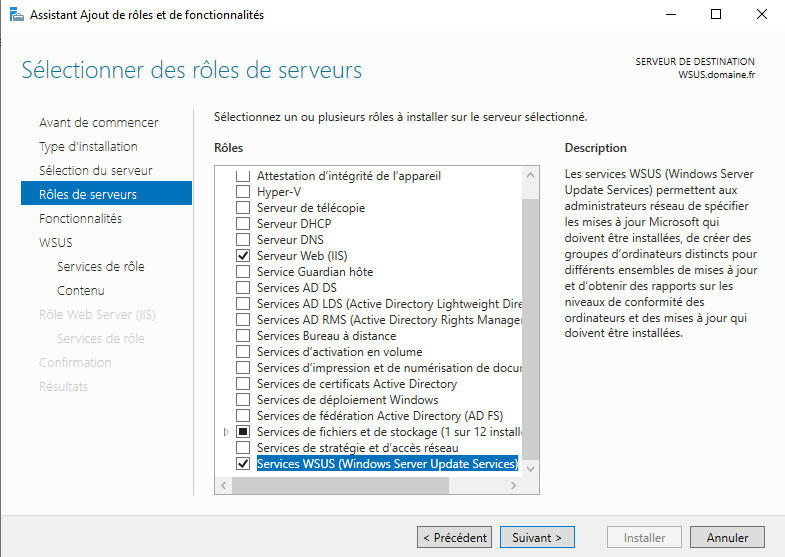 Assistant Ajout de rôles et de fonctionnalités
Sélectionner des rôles de serveurs
SERVEUR DE DESTINATION
WSUS.domaine.fr
Avant de commencer
Type d'installation
Sélection du serveur
Rôles de serveurs
Fonctionnalités
WSUS
Services de rôle
Contenu
Rôle Web Server (IIS)
Services de rôle
Confirmation
Résultats
Sélectionnez un ou plusieurs rôles à installer sur le serveur sélectionné.
Rôles
Attestation d'intégrité de l'appareil
Hyper-V
Serveur de télécopie
Serveur DHCP
Serveur DNS
Serveur Web (IIS)
Service Guardian hôte
Services AD DS
Services AD LDS (Active Directory Lightweight Dire
Services AD RMS (Active Directory Rights Manager
Services Bureau à distance
Services d'activation en volume
Services d'impression et de numérisation de docu
Services de certificats Active Directory
Services de déploiement Windows
Services de fédération Active Directory (AD FS)
Services de fichiers et de stockage (1 sur 12 install
Services de stratégie et d'accès réseau
Services WSUS (Windows Server Update Services)
Description
Les services WSUS (Windows Server
Update Services) permettent aux
administrateurs réseau de spécifier
les mises à jour Microsoft qui
doivent être installées, de créer des
groupes d'ordinateurs distincts pour
différents ensembles de mises à jour
et d'obtenir des rapports sur les
niveaux de conformité des
ordinateurs et des mises à jour qui
doivent être installées.
< Précédent
Suivant >
Installer
Annuler